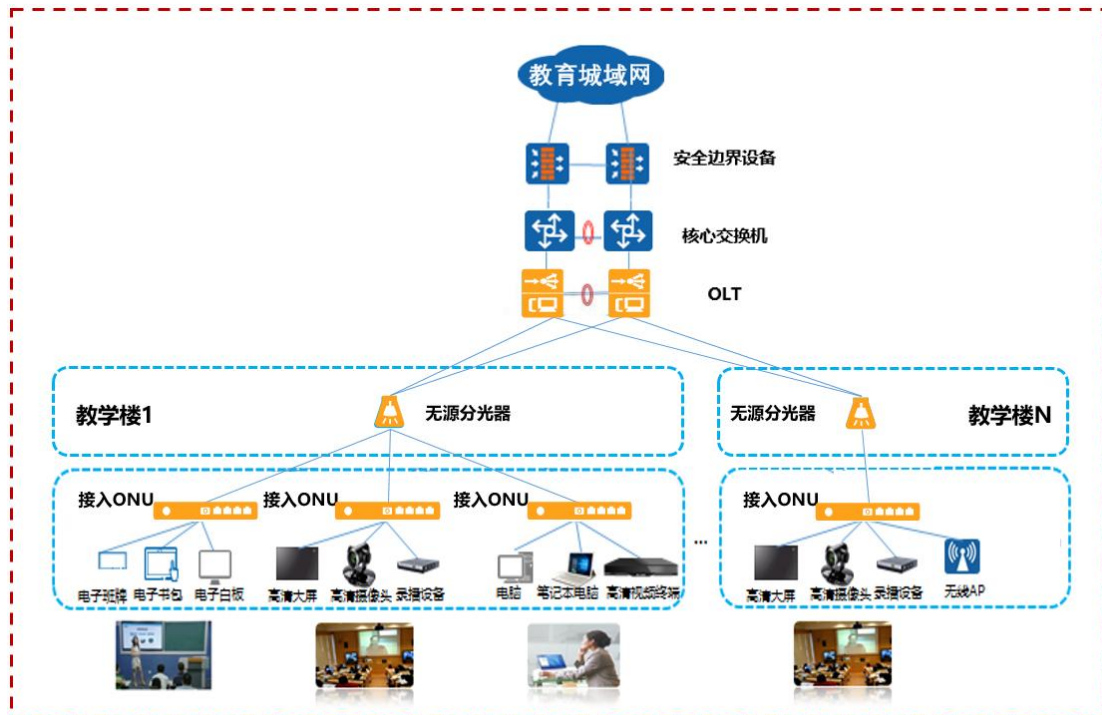 教育城域网
安全边界设备
核心交换机
OLT
教学楼1
无源分光器
无源分光器
教学楼N
接入ONU
接入ONU
接入ONU
接入ONU
...
电子班牌
电子书包
电子白板
高清大屏
高清摄像头
录播设备
电脑
笔记本电脑
高清视频终端
高清大屏
高清摄像头
录播设备
无线AP